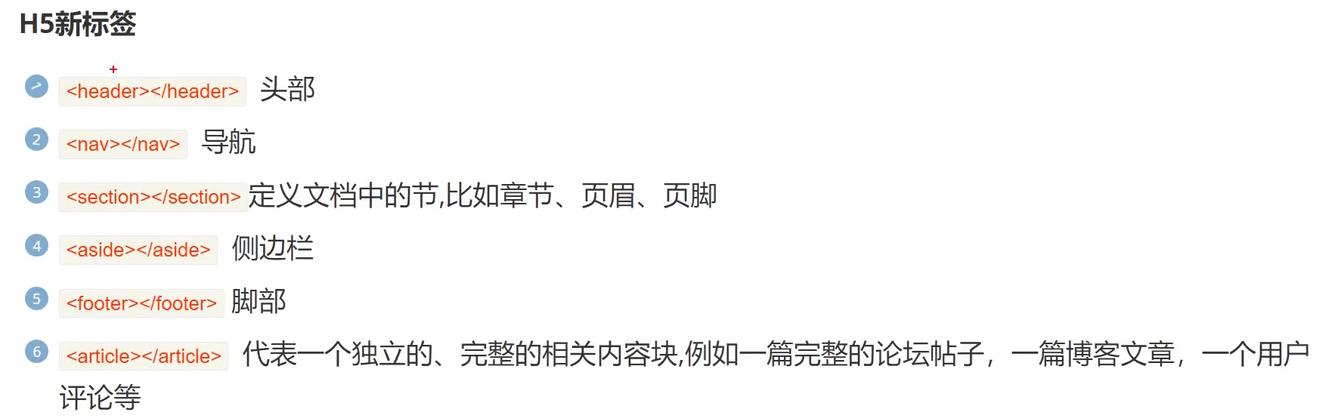 H5新标签
1 <header></header> 头部
2 <nav></nav> 导航
3 <section></section>定义文档中的节,比如章节、页眉、页脚
4 <aside></aside> 侧边栏
5 <footer></footer> 脚部
6 <article></article> 代表一个独立的、完整的相关内容块,例如一篇完整的论坛帖子，一篇博客文章，一个用户
评论等